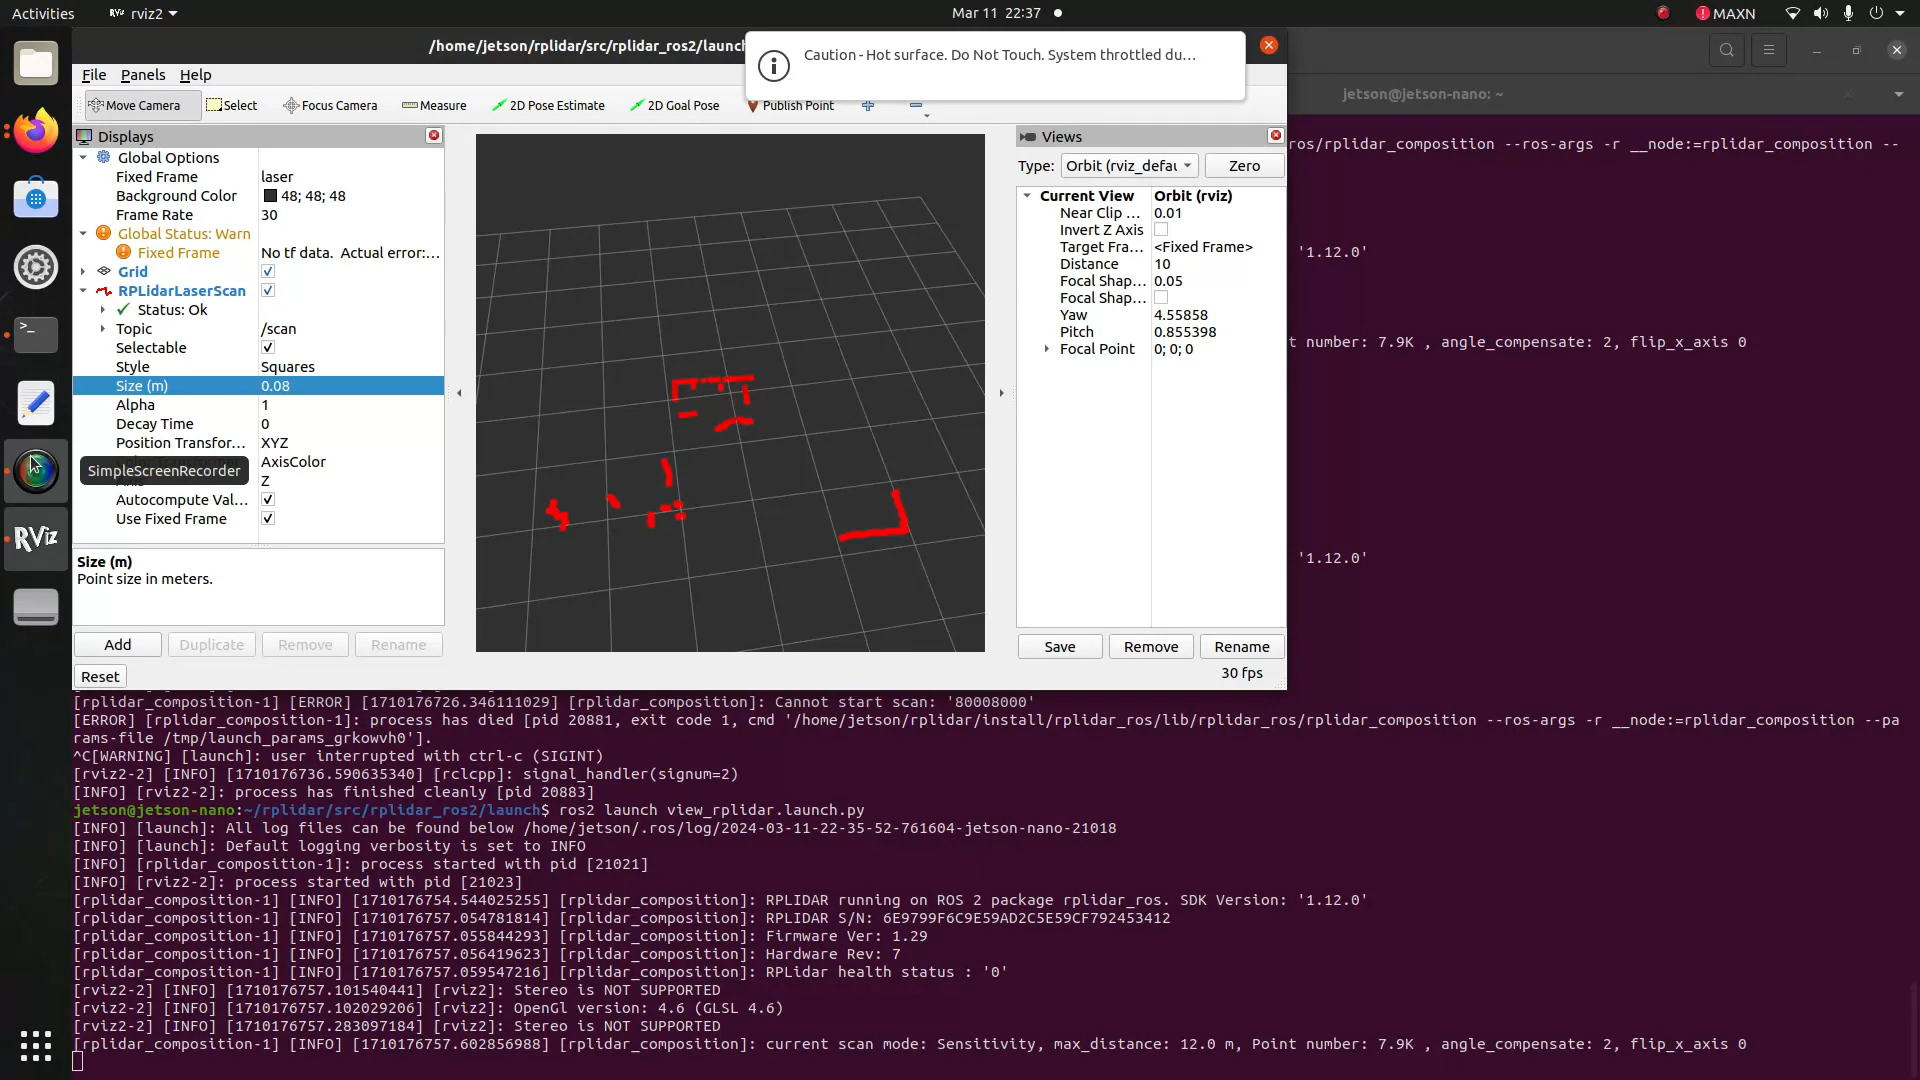 Activities
rviz2
Mar 11 22:37
MAXN
/home/jetson/rplidar/src/rplidar_ros2/launch
Caution - Hot surface. Do Not Touch. System throttled du...
File Panels Help
Move Camera Select Focus Camera Measure 2D Pose Estimate 2D Goal Pose Publish Point
jetson@jetson-nano: ~
Displays
Global Options
Fixed Frame laser
Background Color 48; 48; 48
Frame Rate 30
Global Status: Warn
Fixed Frame No tf data. Actual error:...
Grid
RPLidarLaserScan
Status: Ok
Topic /scan
Selectable
Style Squares
Size (m) 0.08
Alpha 1
Decay Time 0
Position Transfor... XYZ
AxisColor
SimpleScreenRecorder
Z
Autocompute Val...
Use Fixed Frame
Size (m)
Point size in meters.
Add Duplicate Remove Rename
Reset
Views
Type: Orbit (rviz_defau Zero
Current View Orbit (rviz)
Near Clip ... 0.01
Invert Z Axis
Target Fra... <Fixed Frame>
Distance 10
Focal Shap... 0.05
Focal Shap...
Yaw 4.55858
Pitch 0.855398
Focal Point 0; 0; 0
Save Remove Rename
30 fps
RViz
ros/rplidar_composition --ros-args -r __node:=rplidar_composition --
'1.12.0'
t number: 7.9K , angle_compensate: 2, flip_x_axis 0
'1.12.0'
[rplidar_composition-1] [ERROR] [1710176726.346111029] [rplidar_composition]: Cannot start scan: '80008000'
[ERROR] [rplidar_composition-1]: process has died [pid 20881, exit code 1, cmd '/home/jetson/rplidar/install/rplidar_ros/lib/rplidar_ros/rplidar_composition --ros-args -r __node:=rplidar_composition --pa
rams-file /tmp/launch_params_grkowvh0'].
^C[WARNING] [launch]: user interrupted with ctrl-c (SIGINT)
[rviz2-2] [INFO] [1710176736.590635340] [rclcpp]: signal_handler(signum=2)
[INFO] [rviz2-2]: process has finished cleanly [pid 20883]
jetson@jetson-nano:~/rplidar/src/rplidar_ros2/launch$ ros2 launch view_rplidar.launch.py
[INFO] [launch]: All log files can be found below /home/jetson/.ros/log/2024-03-11-22-35-52-761604-jetson-nano-21018
[INFO] [launch]: Default logging verbosity is set to INFO
[INFO] [rplidar_composition-1]: process started with pid [21021]
[INFO] [rviz2-2]: process started with pid [21023]
[rplidar_composition-1] [INFO] [1710176754.544025255] [rplidar_composition]: RPLIDAR running on ROS 2 package rplidar_ros. SDK Version: '1.12.0'
[rplidar_composition-1] [INFO] [1710176757.054781814] [rplidar_composition]: RPLIDAR S/N: 6E9799F6C9E59AD2C5E59CF792453412
[rplidar_composition-1] [INFO] [1710176757.055844293] [rplidar_composition]: Firmware Ver: 1.29
[rplidar_composition-1] [INFO] [1710176757.056419623] [rplidar_composition]: Hardware Rev: 7
[rplidar_composition-1] [INFO] [1710176757.059547216] [rplidar_composition]: RPLidar health status : '0'
[rviz2-2] [INFO] [1710176757.101540441] [rviz2]: Stereo is NOT SUPPORTED
[rviz2-2] [INFO] [1710176757.102029206] [rviz2]: OpenGl version: 4.6 (GLSL 4.6)
[rviz2-2] [INFO] [1710176757.283097184] [rviz2]: Stereo is NOT SUPPORTED
[rplidar_composition-1] [INFO] [1710176757.602856988] [rplidar_composition]: current scan mode: Sensitivity, max_distance: 12.0 m, Point number: 7.9K , angle_compensate: 2, flip_x_axis 0